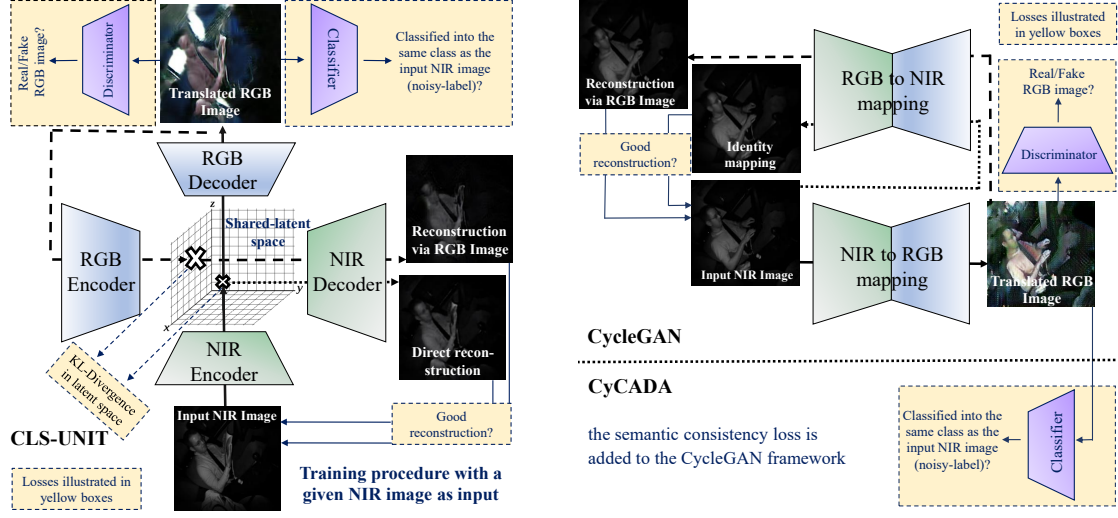 Real/Fake
RGB image?
Discriminator
Translated RGB
Image
Classifier
Classified into the
same class as the
input NIR image
(noisy-label)?
RGB
Decoder
z
Shared-latent
space
y
x
RGB
Encoder
NIR
Decoder
Reconstruction
via RGB Image
Direct recon-
struction
KL-Divergence
in latent space
NIR
Encoder
Input NIR Image
Good
reconstruction?
CLS-UNIT
Losses illustrated in
yellow boxes
Training procedure with a
given NIR image as input
Reconstruction
via RGB Image
Identity
mapping
Good
reconstruction?
Input NIR Image
RGB to NIR
mapping
NIR to RGB
mapping
Losses illustrated
in yellow boxes
Real/Fake
RGB image?
Discriminator
Translated RGB
Image
CycleGAN
CyCADA
the semantic consistency loss is
added to the CycleGAN framework
Classified into the
same class as the
input NIR image
(noisy-label)?
Classifier